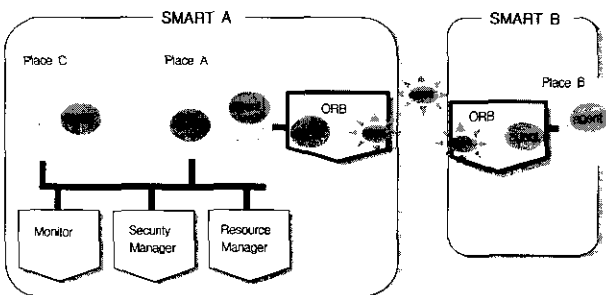 SMART A
SMART B
Place C
Place A
Place B
ORB
ORB
agent
Monitor
Security
Manager
Resource
Manager